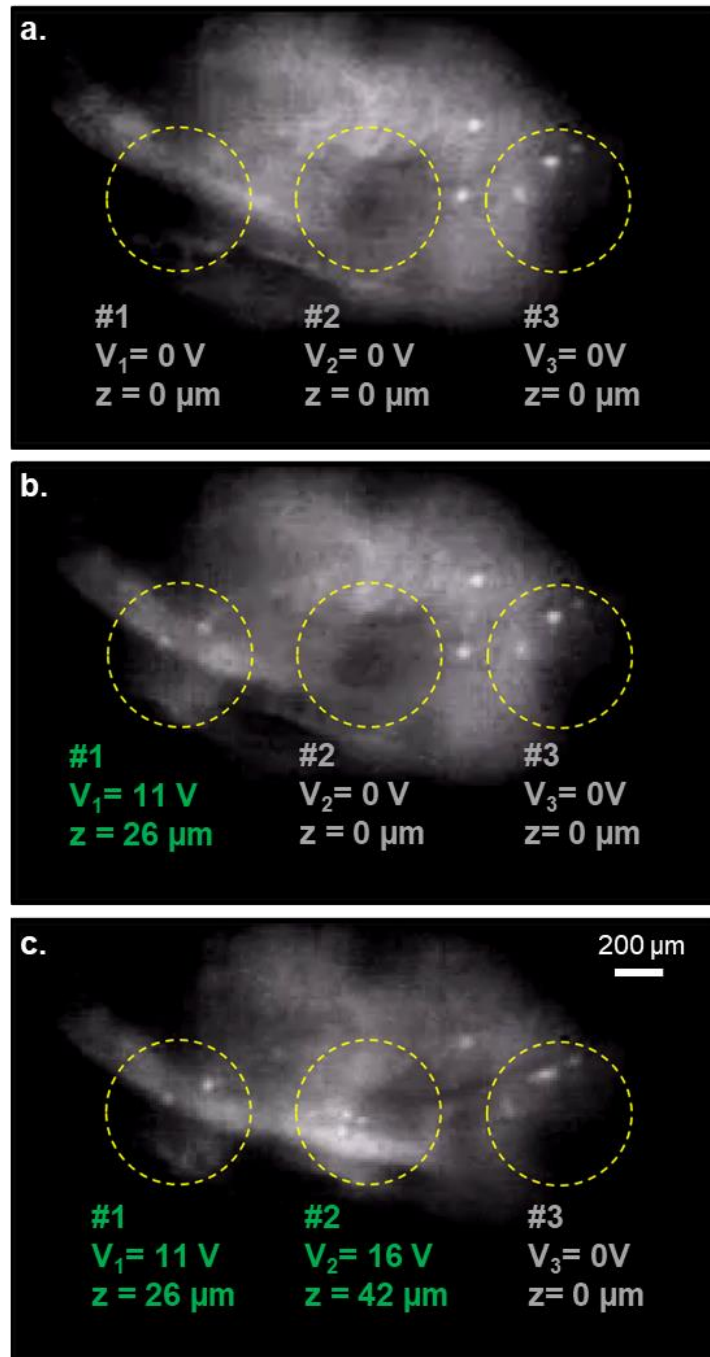 a.
#1 #2 #3
V₁= 0 V V₂= 0 V V₃= 0V
z = 0 µm z = 0 µm z= 0 µm
b.
#1 #2 #3
V₁= 11 V V₂= 0 V V₃= 0V
z = 26 µm z = 0 µm z= 0 µm
c.
200 µm
#1 #2 #3
V₁= 11 V V₂= 16 V V₃= 0V
z = 26 µm z = 42 µm z= 0 µm